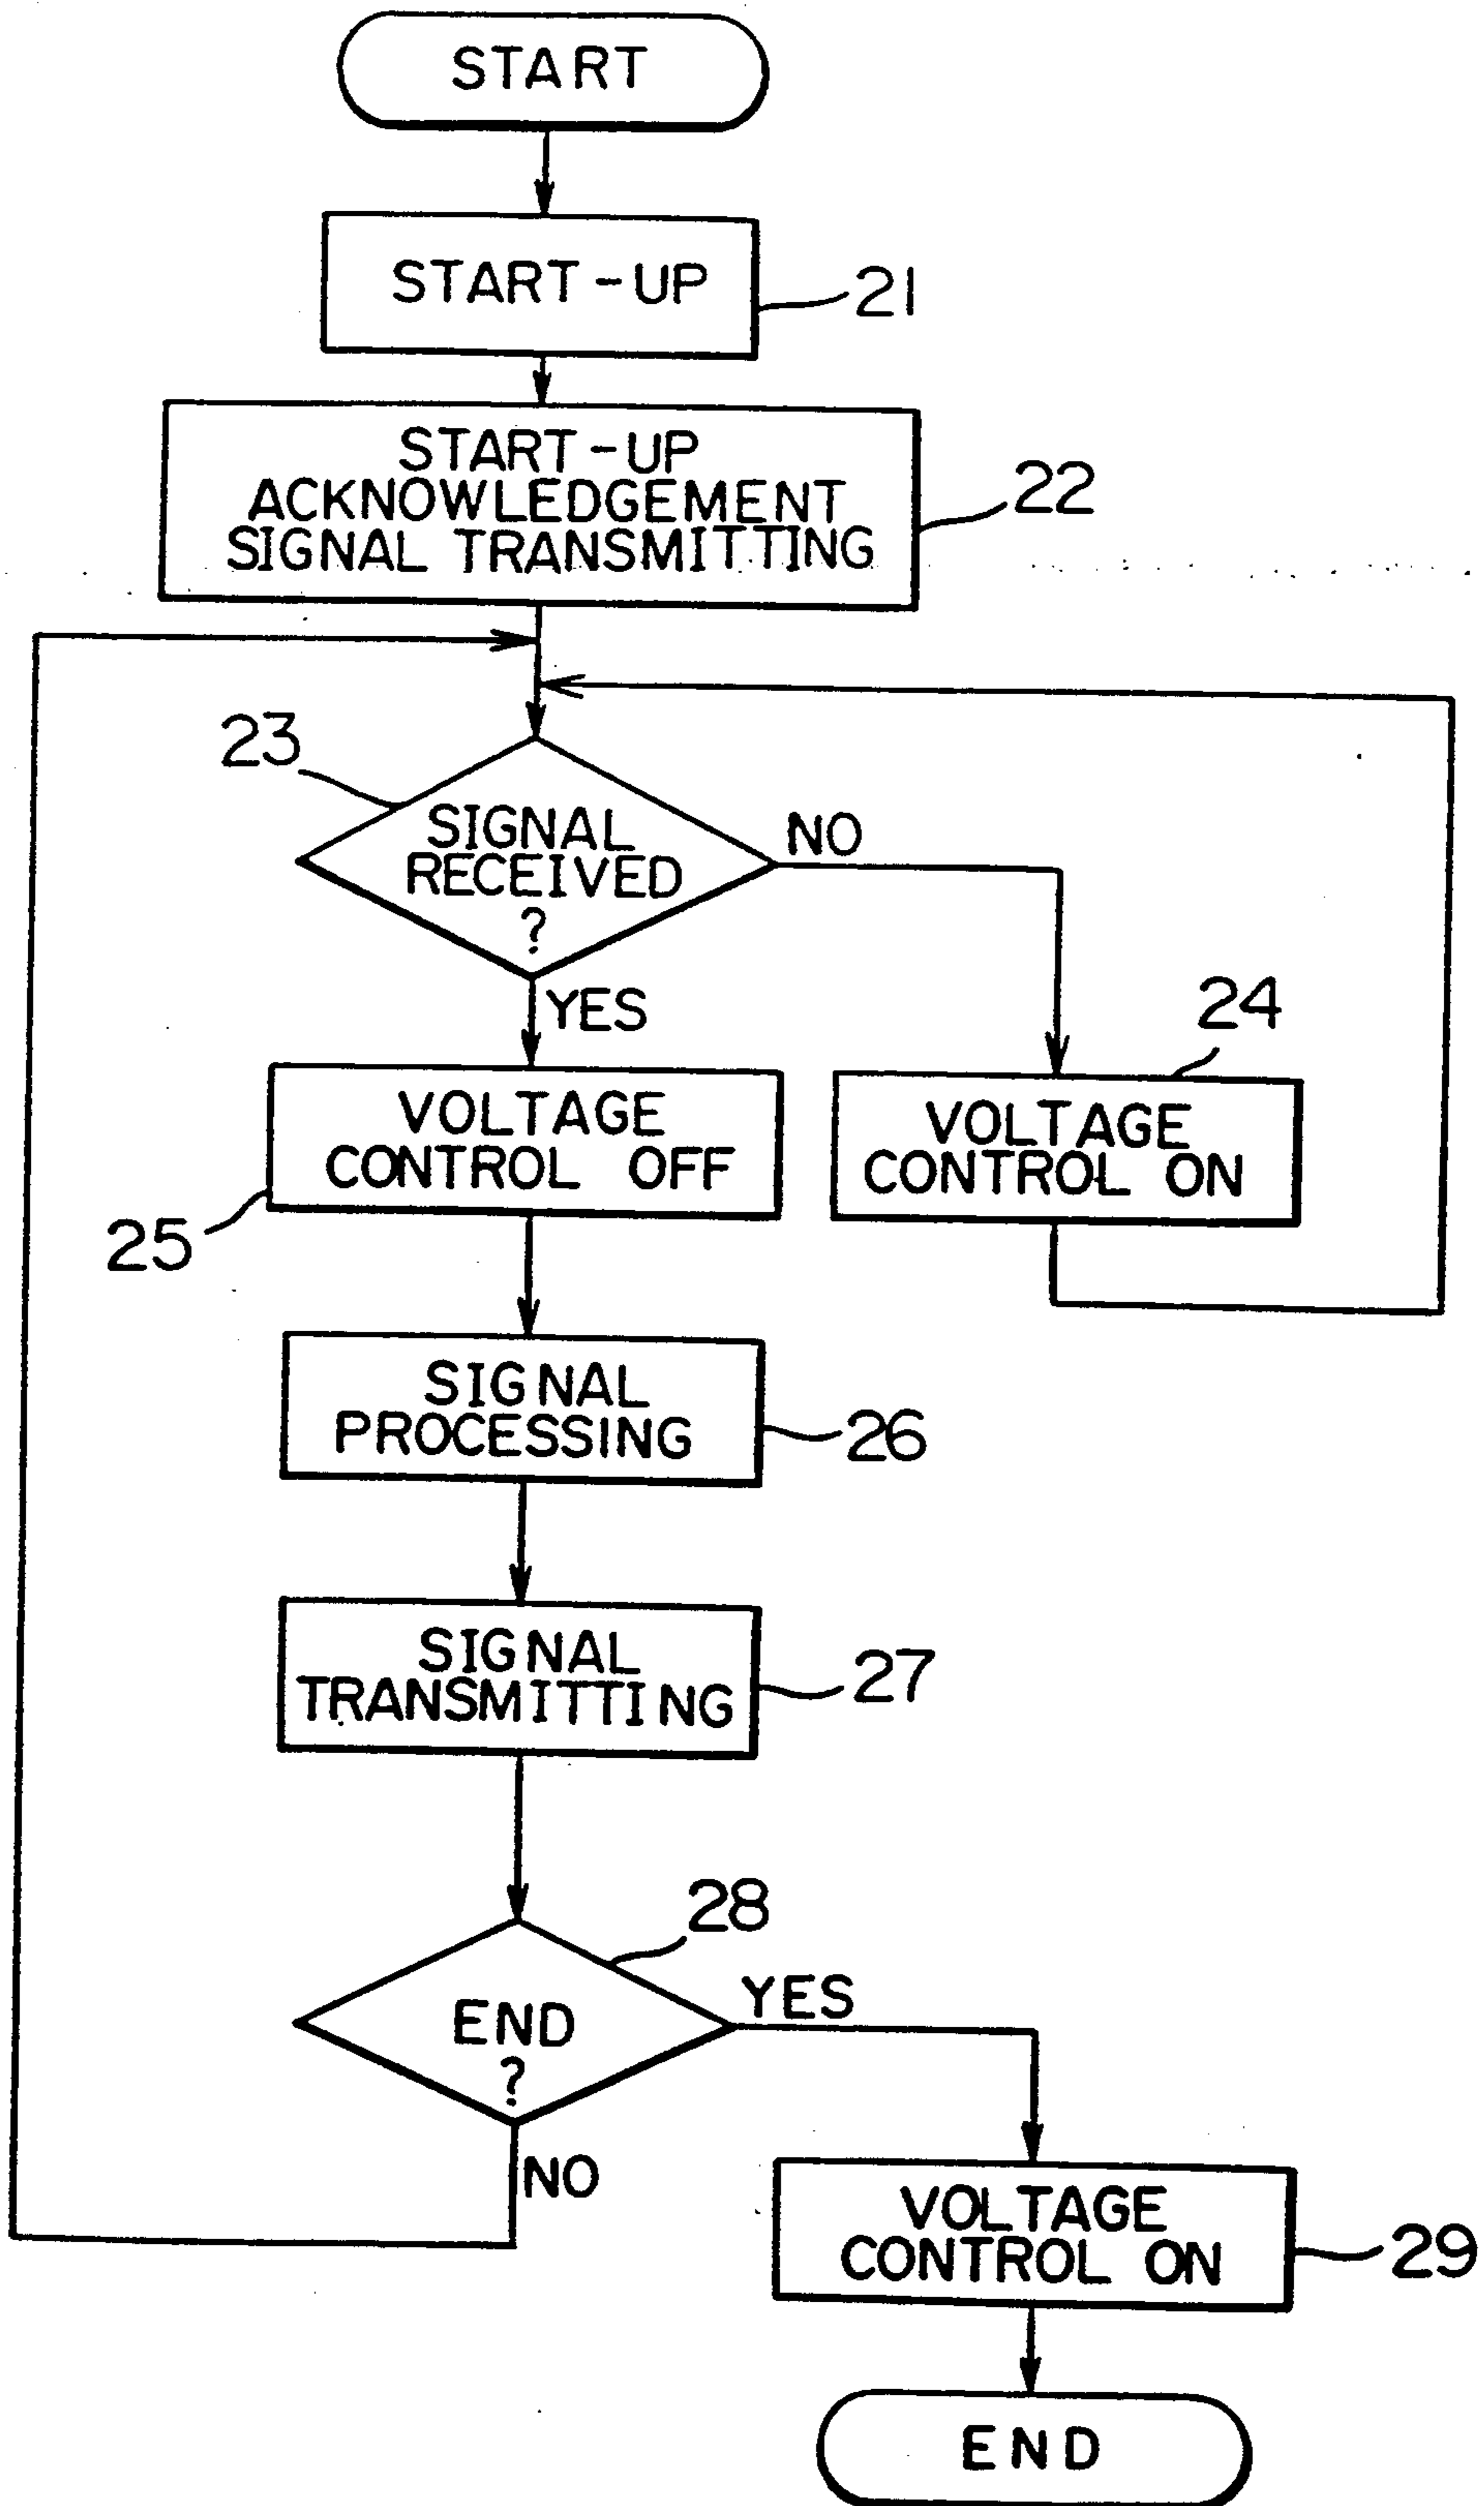 START
START-UP
21
START-UP
ACKNOWLEDGEMENT
SIGNAL TRANSMITTING
22
23
SIGNAL
RECEIVED
?
NO
YES
24
VOLTAGE
CONTROL OFF
VOLTAGE
CONTROL ON
25
SIGNAL
PROCESSING
26
SIGNAL
TRANSMITTING
27
28
END
?
YES
NO
VOLTAGE
CONTROL ON
29
END